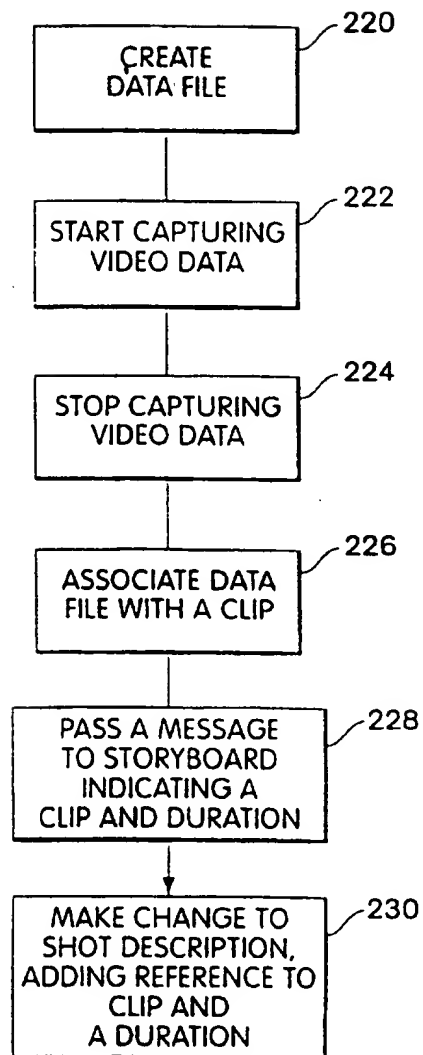 220
CREATE
DATA FILE
222
START CAPTURING
VIDEO DATA
224
STOP CAPTURING
VIDEO DATA
226
ASSOCIATE DATA
FILE WITH A CLIP
228
PASS A MESSAGE
TO STORYBOARD
INDICATING A
CLIP AND DURATION
230
MAKE CHANGE TO
SHOT DESCRIPTION,
ADDING REFERENCE TO
CLIP AND
A DURATION